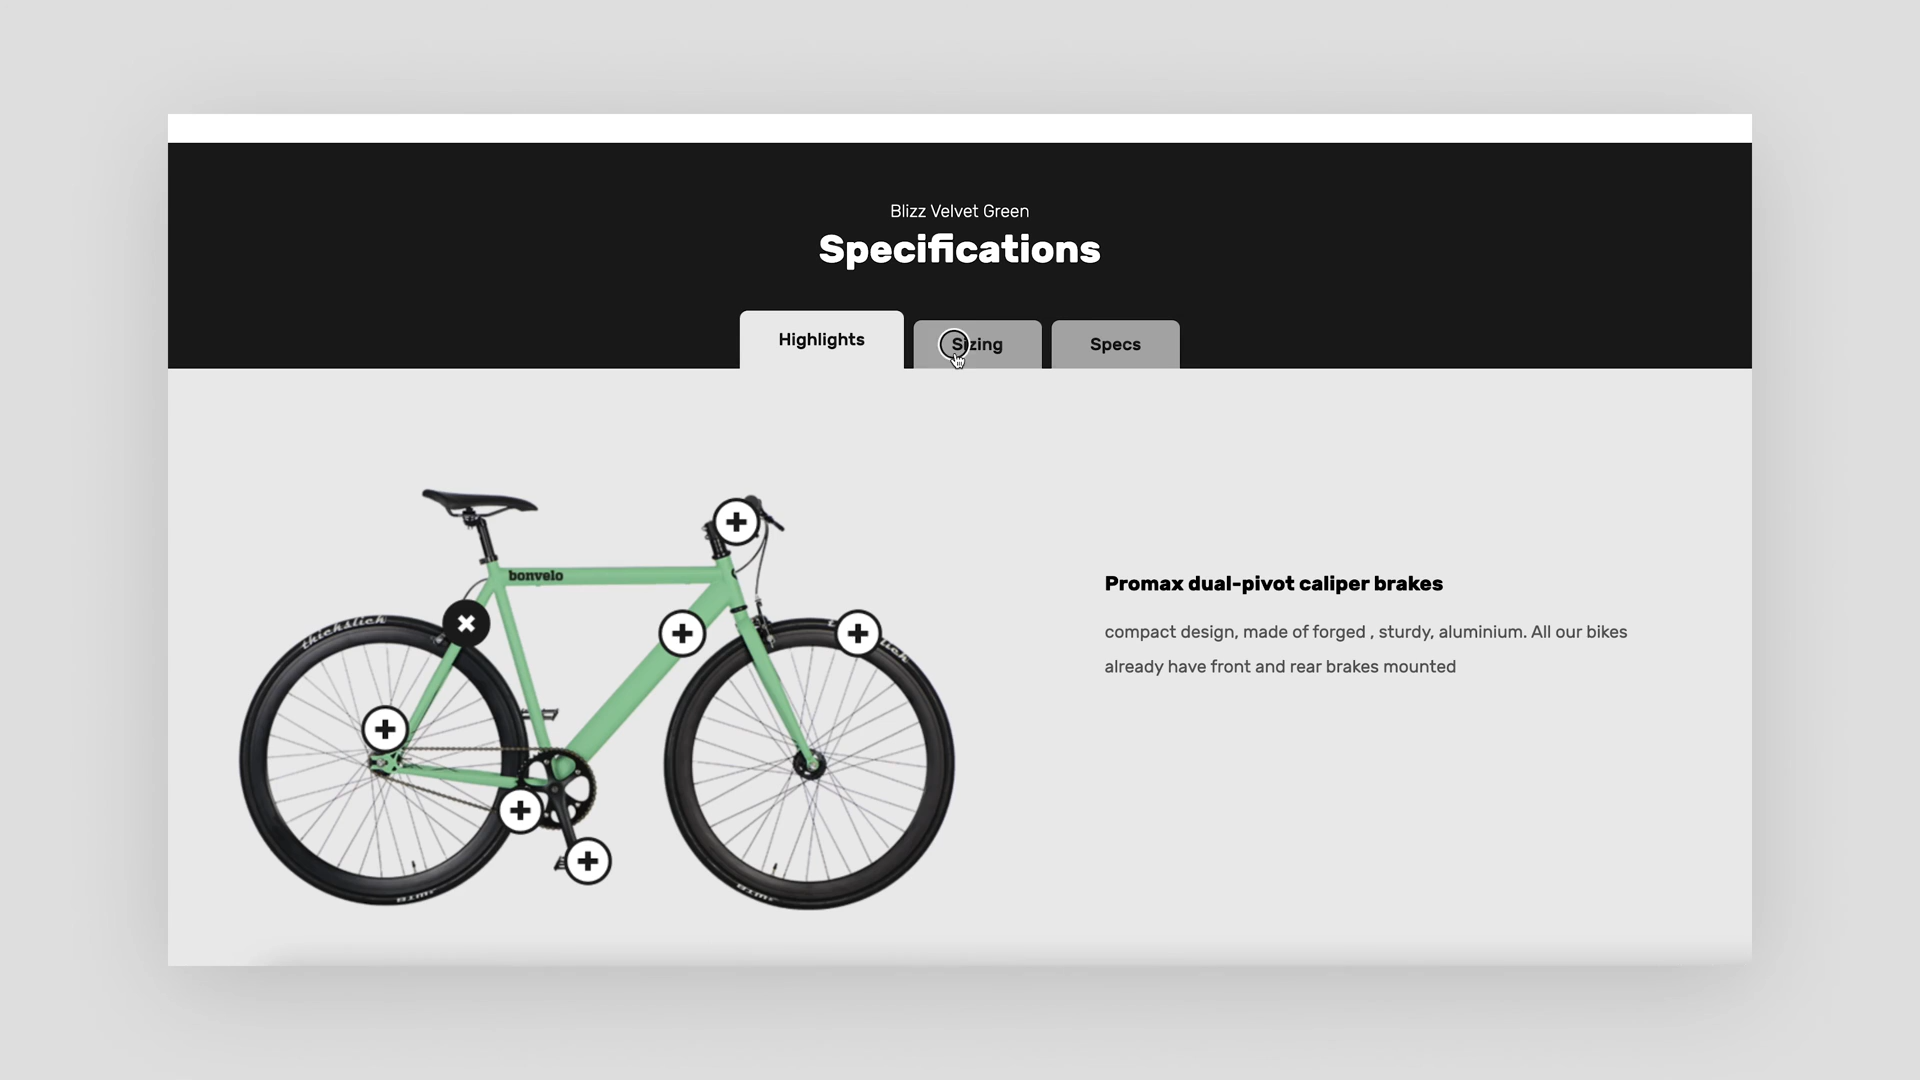 Blizz Velvet Green
Specifications
Highlights
Sizing
Specs
bonvelo
thickslick
Promax dual-pivot caliper brakes
compact design, made of forged , sturdy, aluminium. All our bikes
already have front and rear brakes mounted